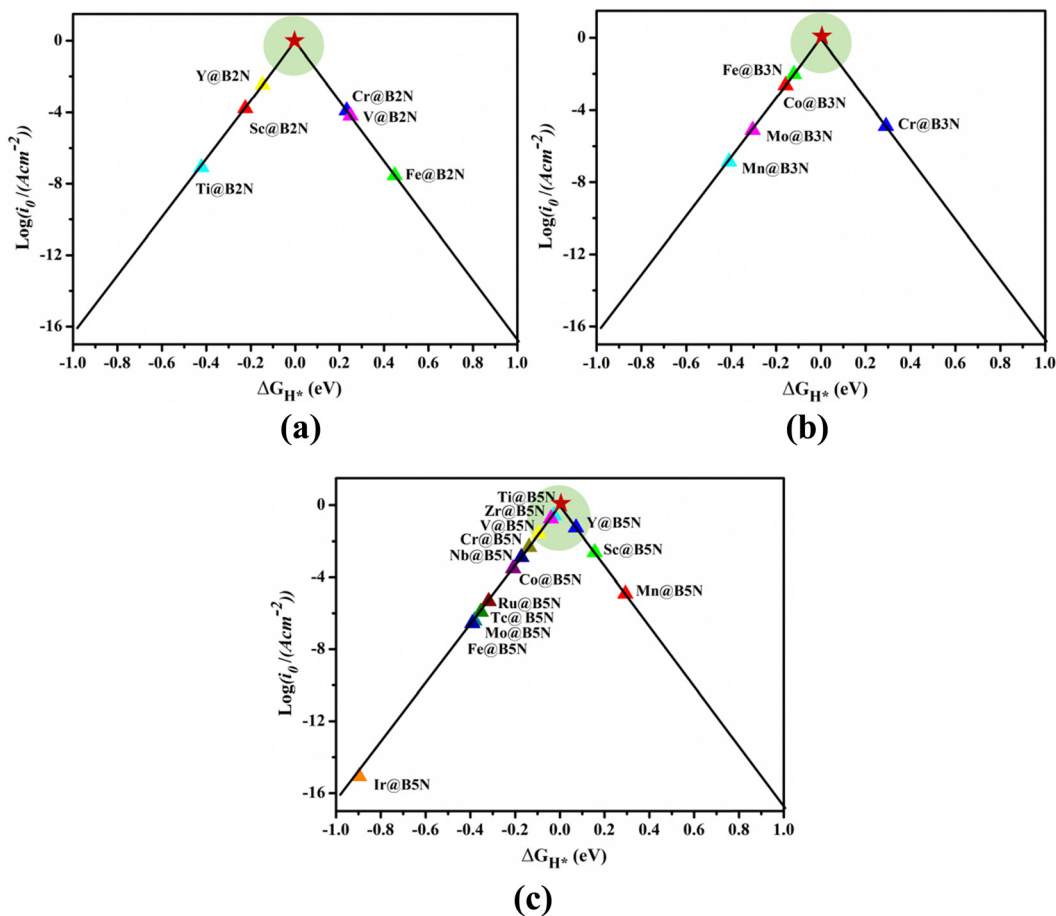 0
-4
-8
-12
-16
Log(i0/(Acm-2))
Y@B2N
Sc@B2N
Ti@B2N
Cr@B2N
V@B2N
Fe@B2N
-1.0 -0.8 -0.6 -0.4 -0.2 0.0 0.2 0.4 0.6 0.8 1.0
ΔGH* (eV)
(a)
0
-4
-8
-12
-16
Log(i0/(Acm-2))
Fe@B3N
Co@B3N
Mo@B3N
Mn@B3N
Cr@B3N
-1.0 -0.8 -0.6 -0.4 -0.2 0.0 0.2 0.4 0.6 0.8 1.0
ΔGH* (eV)
(b)
0
-4
-8
-12
-16
Log(i0/(Acm-2))
Ti@B5N
Zr@B5N
V@B5N
Cr@B5N
Nb@B5N
Co@B5N
Ru@B5N
Tc@B5N
Mo@B5N
Fe@B5N
Ir@B5N
Y@B5N
Sc@B5N
Mn@B5N
-1.0 -0.8 -0.6 -0.4 -0.2 0.0 0.2 0.4 0.6 0.8 1.0
ΔGH* (eV)
(c)